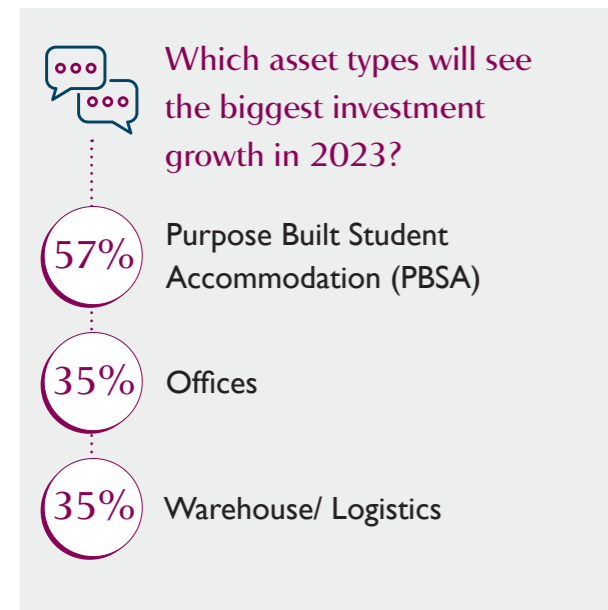 Which asset types will see
the biggest investment
growth in 2023?
57%
Purpose Built Student
Accommodation (PBSA)
35%
Offices
35%
Warehouse/ Logistics